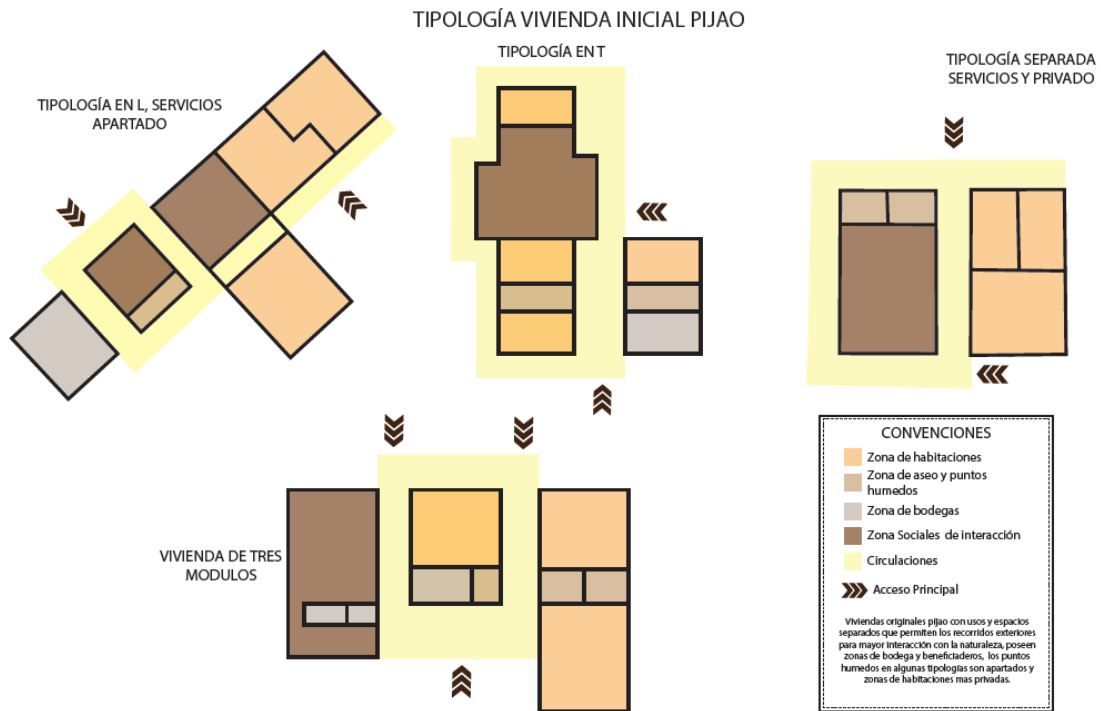 TIPOLOGÍA VIVIENDA INICIAL PIJAO
TIPOLOGÍA EN T
TIPOLOGÍA SEPARADA
SERVICIOS Y PRIVADO
TIPOLOGÍA EN L, SERVICIOS
APARTADO
VIVIENDA DE TRES
MODULOS
CONVENCIONES
Zona de habitaciones
Zona de aseo y puntos
humedos
Zona de bodegas
Zona Sociales de interacción
Circulaciones
Acceso Principal
Viviendas originales pijao con usos y espacios
separados que permiten los recorridos exteriores
para mayor interacción con la naturaleza, poseen
zonas de bodega y beneficiaderos, los puntos
humedos en algunas tipologías son apartados y
zonas de habitaciones mas privadas.